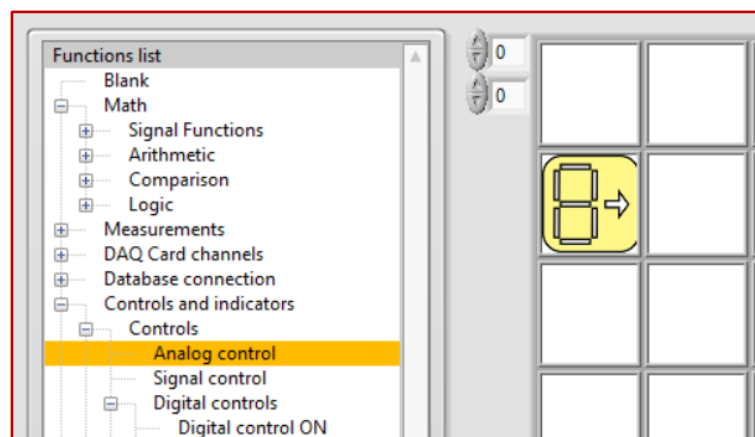 Functions list
Blank
Math
Signal Functions
Arithmetic
Comparison
Logic
Measurements
DAQ Card channels
Database connection
Controls and indicators
Controls
Analog control
Signal control
Digital controls
Digital control ON
0
0